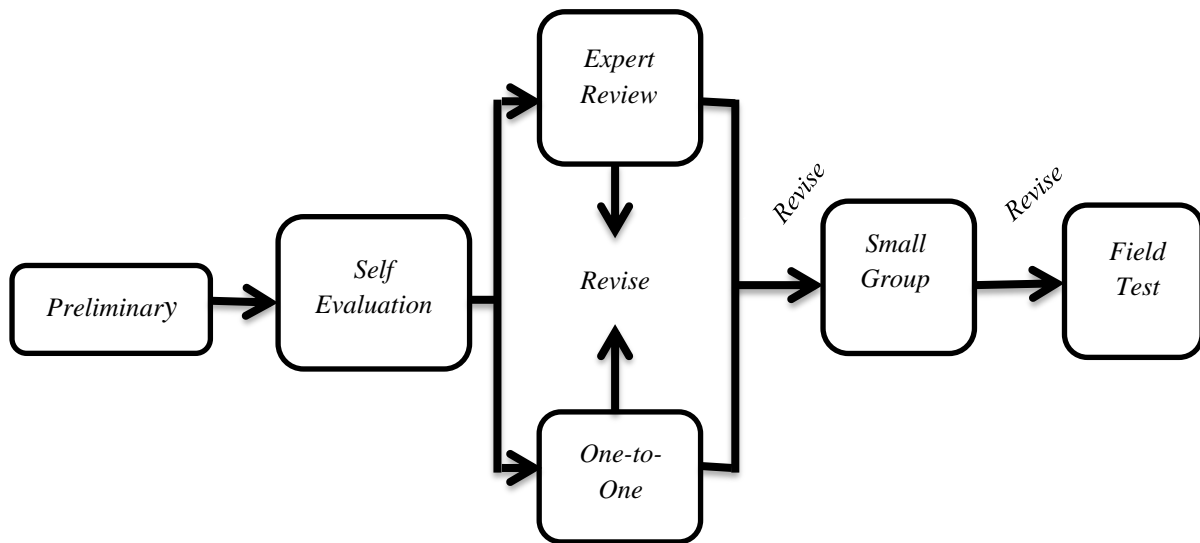 Preliminary
Self
Evaluation
Expert
Review
Revise
One-to-
One
Revise
Small
Group
Revise
Field
Test